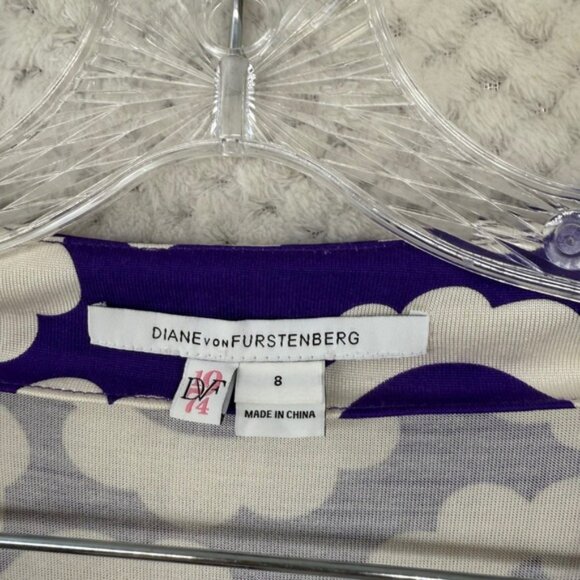 DIANE VON FURSTENBERG
1974
DVF
8
MADE IN CHINA